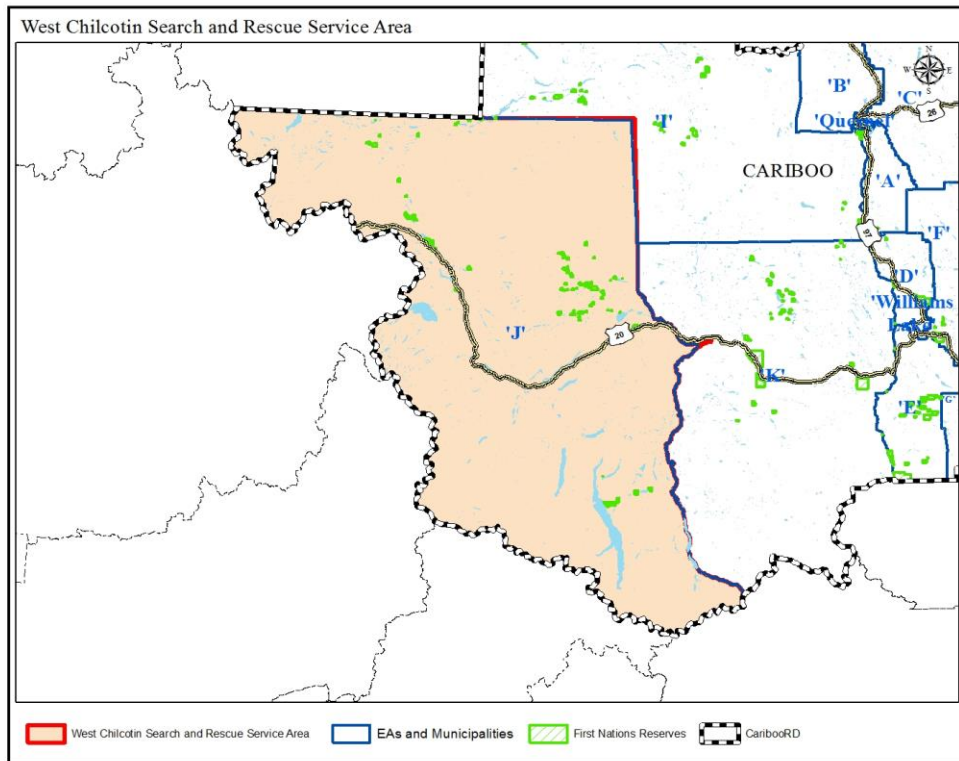 West Chilcotin Search and Rescue Service Area
N
W
E
S
'B'
'C'
26
'I'
'Quesnel'
CARIBOO
'A'
97
'F'
'D'
'Williams
Lake'
'J'
20
'K'
'E'
'G'
West Chilcotin Search and Rescue Service Area
EAs and Municipalities
First Nations Reserves
CaribooRD